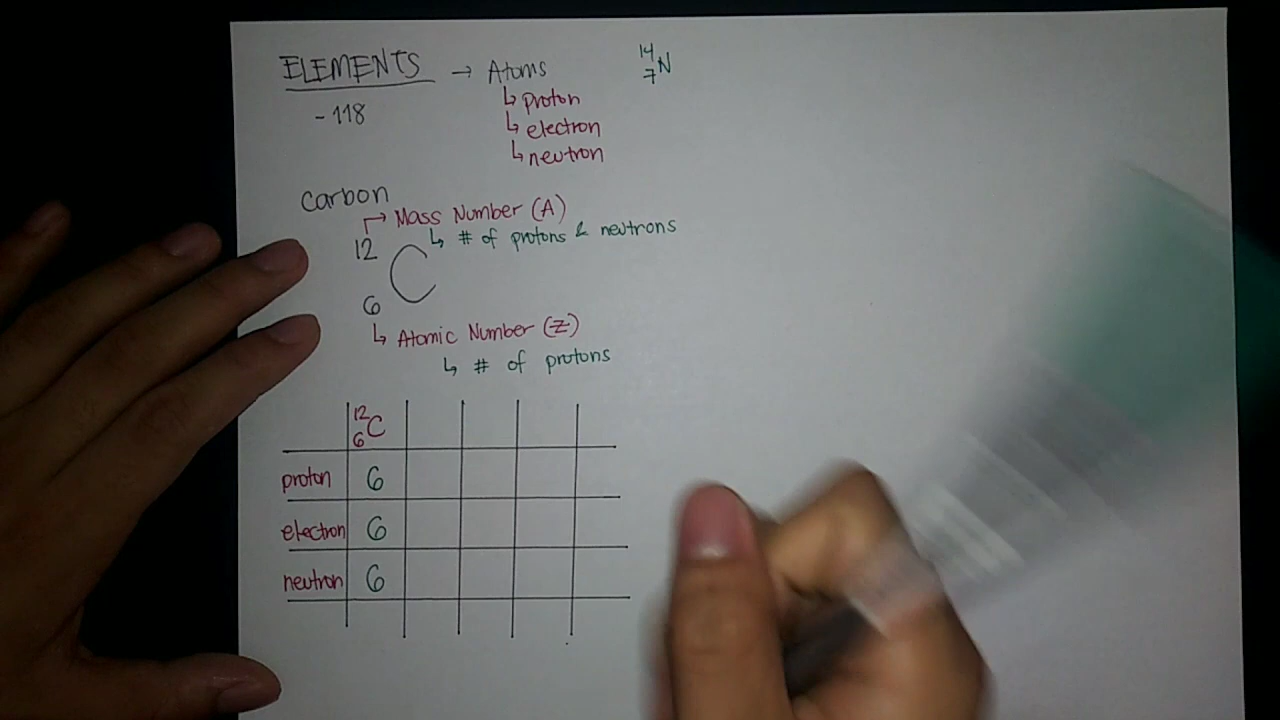 ELEMENTS → Atoms
- 118
↳ proton
↳ electron
↳ neutron
14
7 N
Carbon
↱ Mass Number (A)
↳ # of protons & neutrons
12
C
6
↳ Atomic Number (Z)
↳ # of protons
12
6 C
proton 6
electron 6
neutron 6